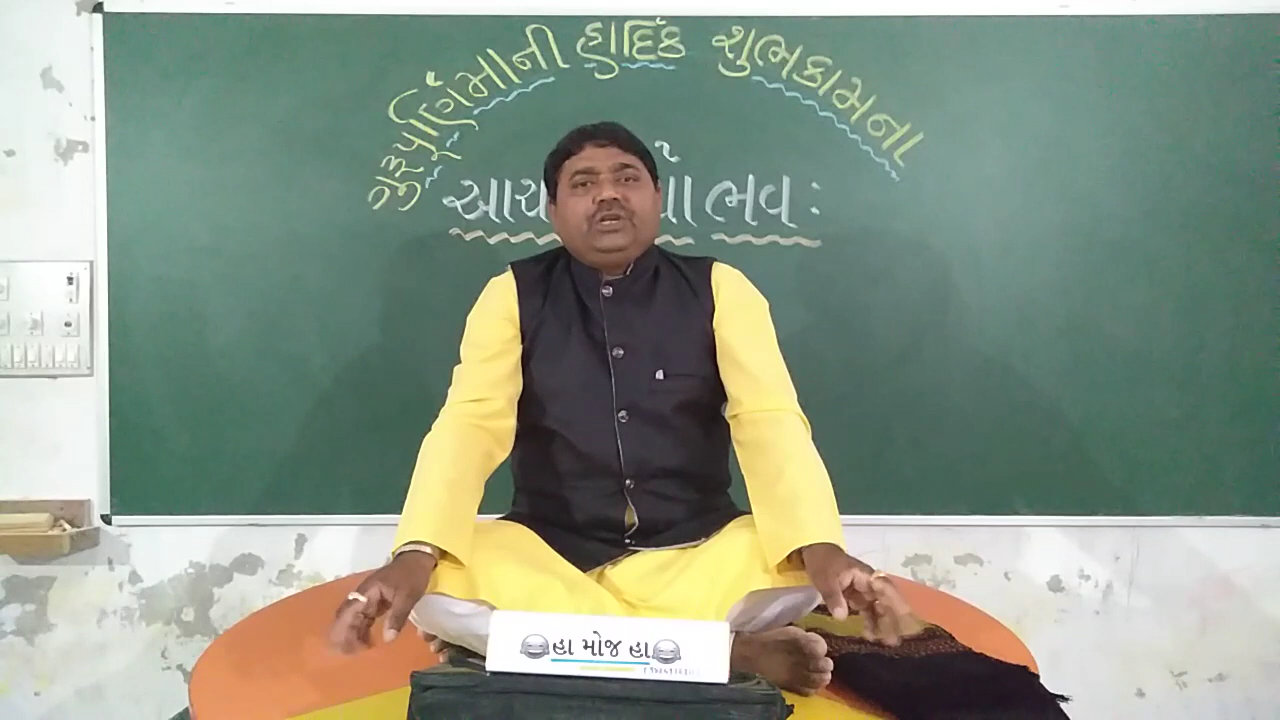 ગુરૂપૂર્ણિમાની હાર્દિક શુભકામના
ભવઃ
હા મોજ હા